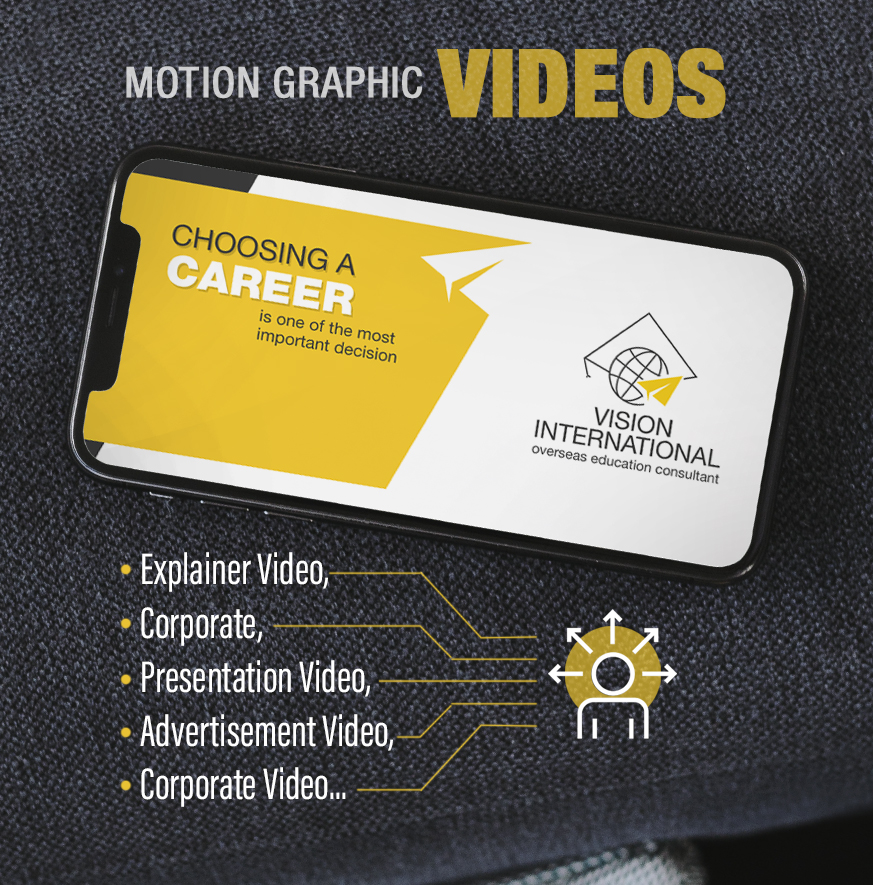 MOTION GRAPHIC VIDEOS
CHOOSING A
CAREER
is one of the most
important decision
VISION
INTERNATIONAL
overseas education consultant
• Explainer Video,
• Corporate,
• Presentation Video,
• Advertisement Video,
• Corporate Video...